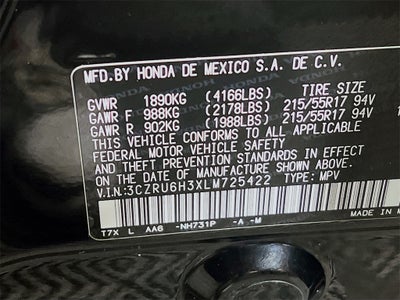 MFD. BY HONDA DE MEXICO S.A. DE C.V.
GVWR 1890KG (4166LBS) TIRE SIZE
GAWR F 988KG (2178LBS) 215/55R17 94V
GAWR R 902KG (1988LBS) 215/55R17 94V
THIS VEHICLE CONFORMS TO ALL APPLICABLE
FEDERAL MOTOR VEHICLE SAFETY
AND THEFT PREVENTION STANDARDS IN EFFECT
ON THE DATE OF MANUFACTURE SHOWN ABOVE.
V.I.N:3CZRU6H3XLM725422 TYPE: MPV
T7X L AA6 -NH731P -A -M
MADE IN